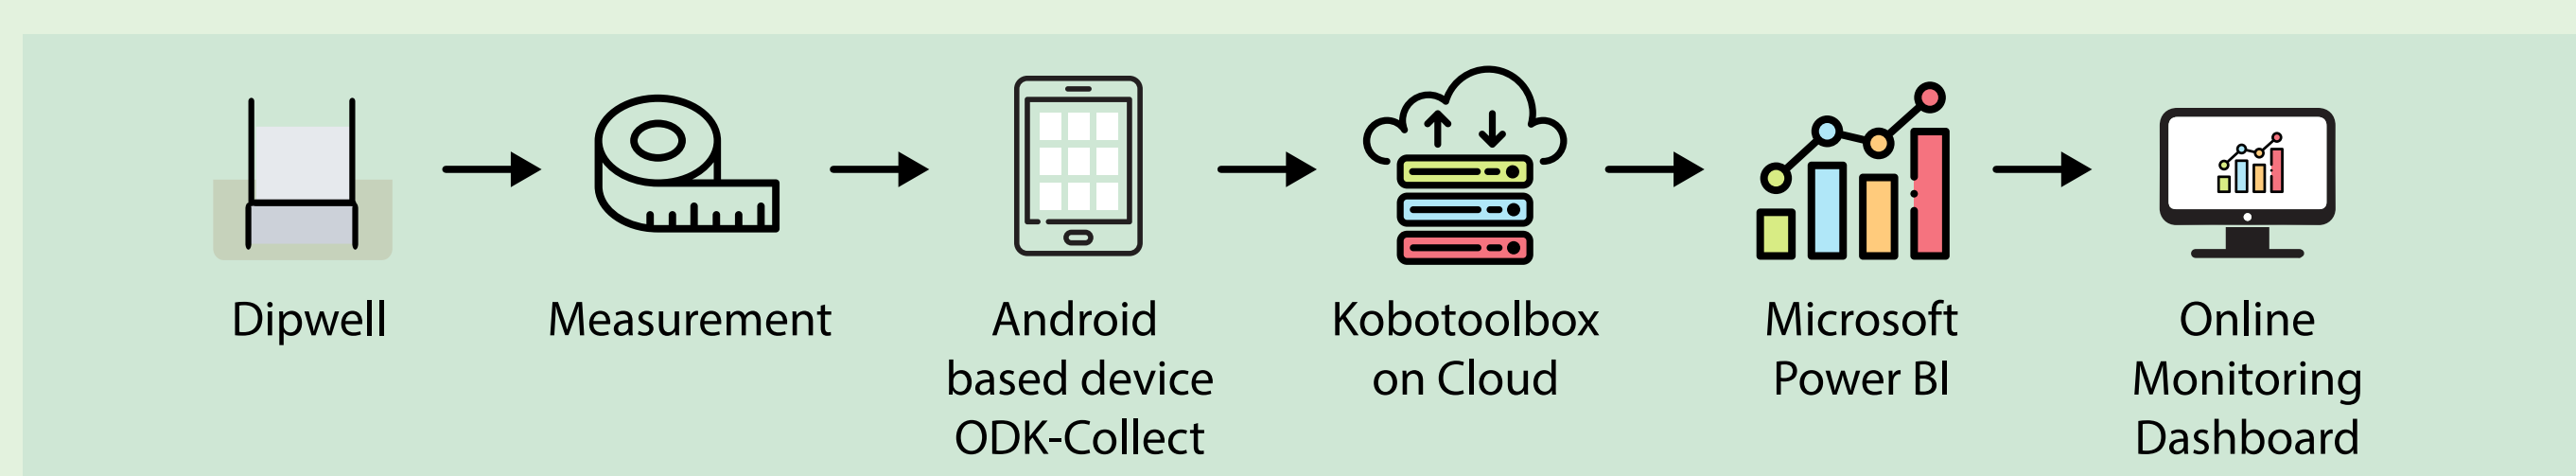 Dipwell
Measurement
Android
based device
ODK-Collect
Kobotoolbox
on Cloud
Microsoft
Power BI
Online
Monitoring
Dashboard